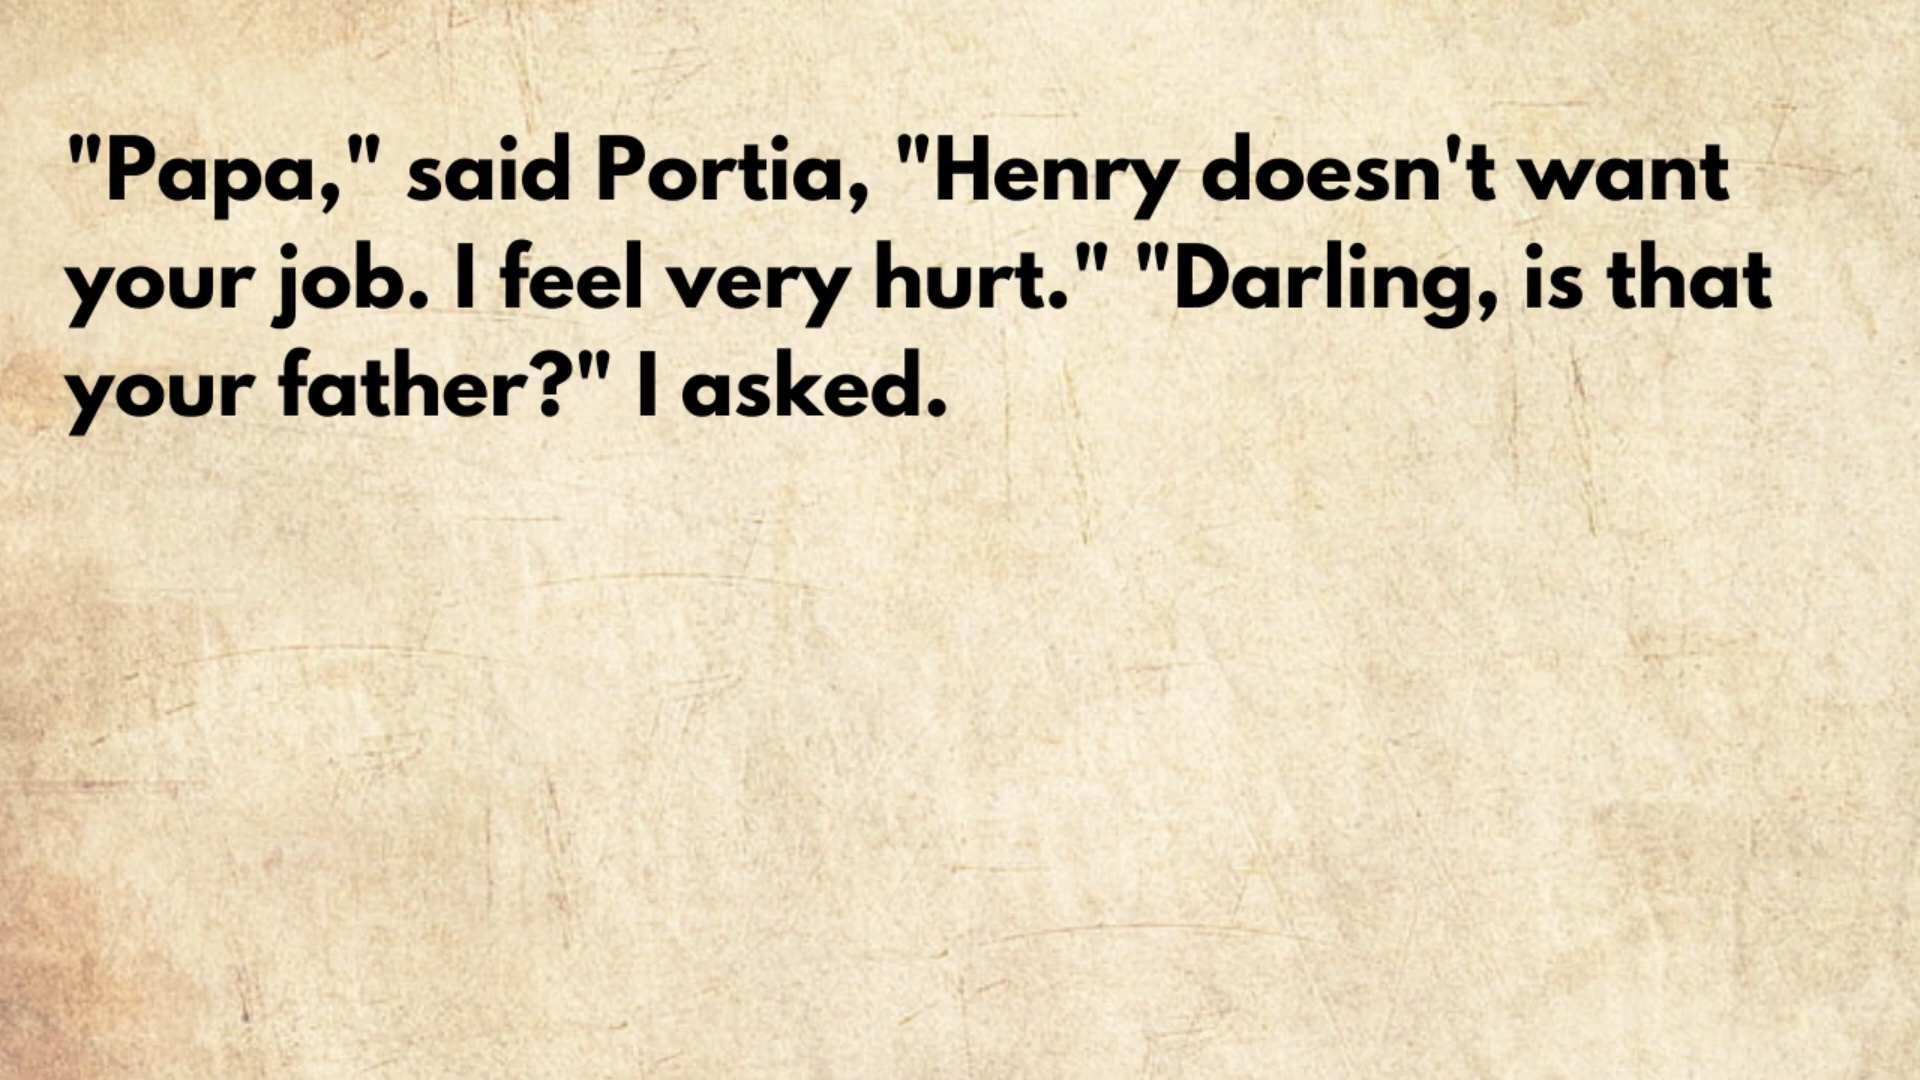 "Papa," said Portia, "Henry doesn't want
your job. I feel very hurt." "Darling, is that
your father?" I asked.